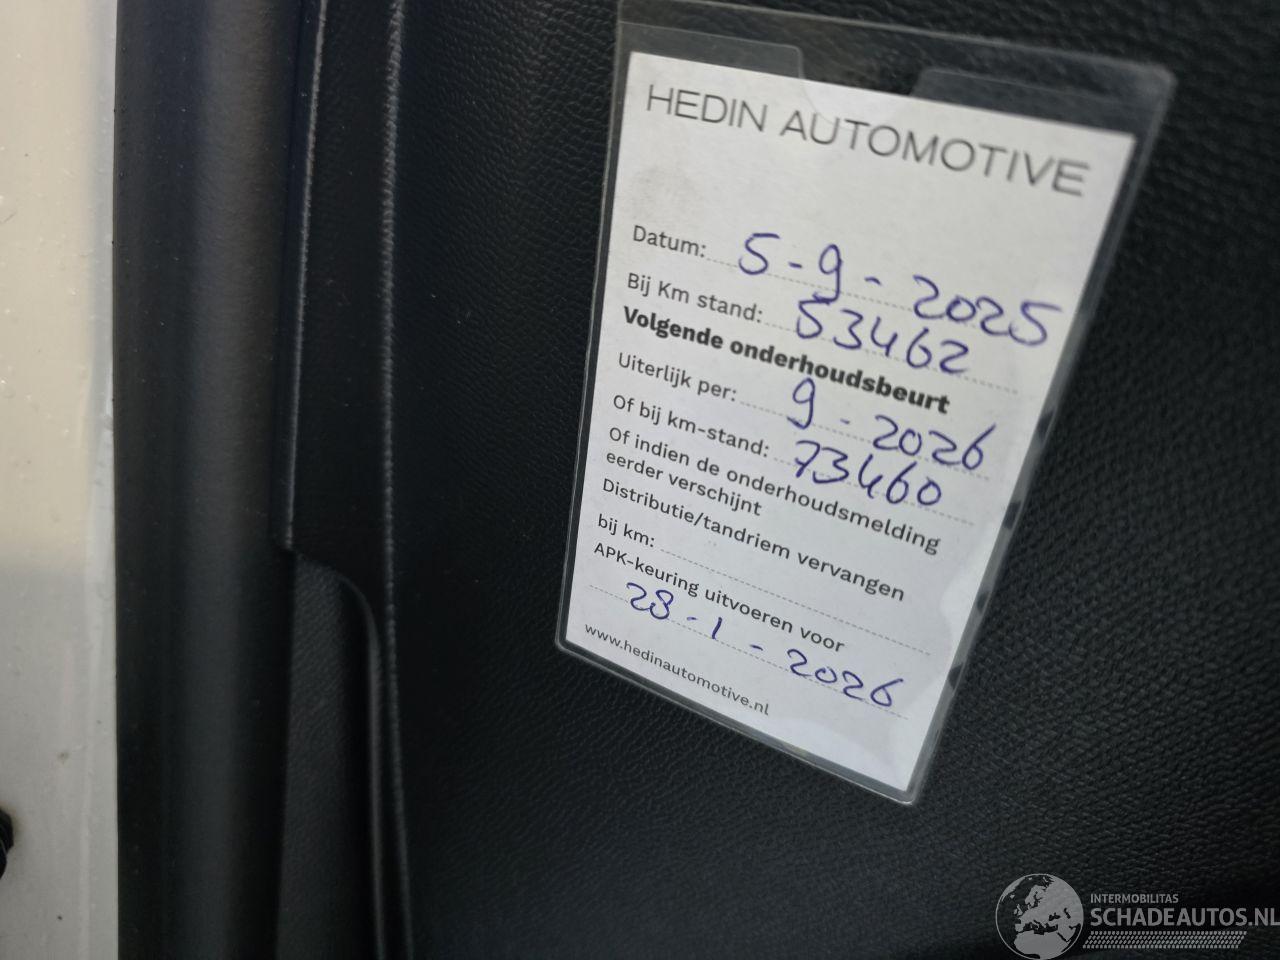 HEDIN AUTOMOTIVE
Datum: 5-9-2025
Bij Km stand: 53462
Volgende onderhoudsbeurt
Uiterlijk per: 9-2026
Of bij km-stand: 73460
Of indien de onderhoudsmelding
eerder verschijnt
Distributie/tandriem vervangen
bij km:
APK-keuring uitvoeren voor
28-1-2026
www.hedinautomotive.nl
INTERMOBILITAS
SCHADEAUTOS.NL